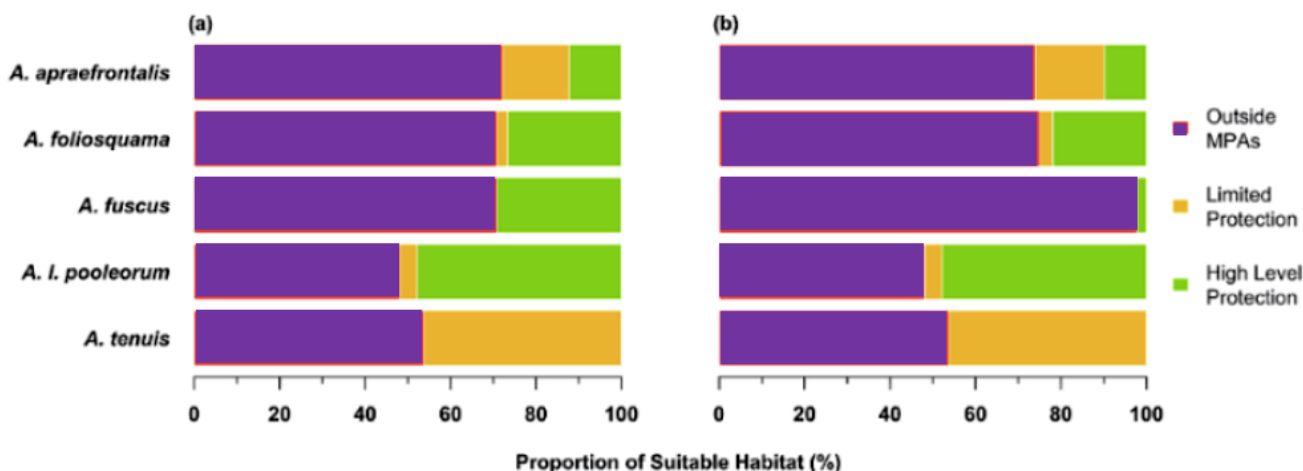 (a)
(b)
A. apraefrontalis
A. foliosquama
A. fuscus
A. l. pooleorum
A. tenuis
0 20 40 60 80 100
0 20 40 60 80 100
Proportion of Suitable Habitat (%)
Outside
MPAs
Limited
Protection
High Level
Protection